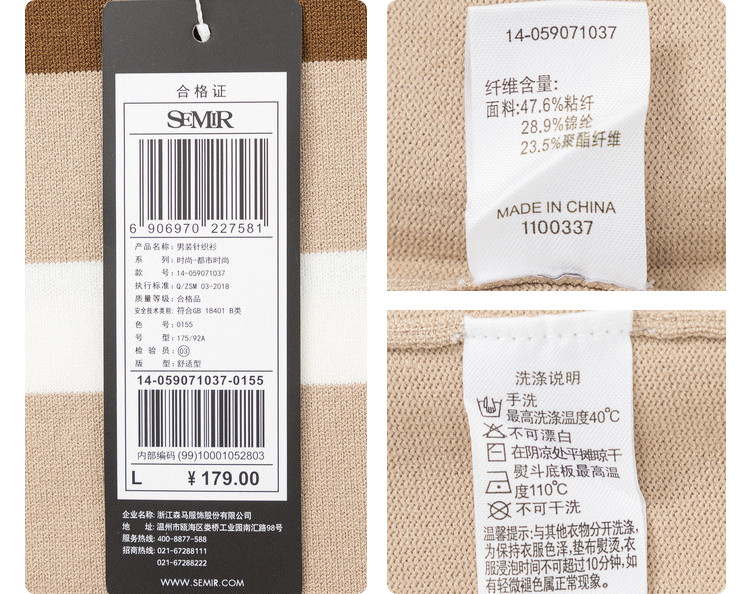 合格证
SEMIR
6 906970 227581
产品名称: 男装针织衫
系 列: 时尚-都市时尚
款 号: 14-059071037
执行标准: Q/ZSM 03-2018
质量等级: 合格品
安全技术类别: 符合GB 18401 B类
色 号: 0155
号 型: 175/92A
检 验 员: 03
版 型: 舒适型
14-059071037-0155
内部编码 (99)10001052803
L ¥179.00
企业名称: 浙江森马服饰股份有限公司
地 址: 温州市瓯海区娄桥工业园南汇路98号
服务热线: 400-8877-588
招商热线: 021-67288111
021-67288222
WWW.SEMIR.COM
14-059071037
纤维含量:
面料:47.6%粘纤
28.9%锦纶
23.5%聚酯纤维
MADE IN CHINA
1100337
洗涤说明
手洗
最高洗涤温度40℃
不可漂白
在阴凉处平摊晾干
熨斗底板最高温
度110℃
不可干洗
温馨提示:与其他衣物分开洗涤,
为保持衣服色泽,垫布熨烫,衣
服浸泡时间不可超过10分钟,如
有轻微褪色属正常现象。